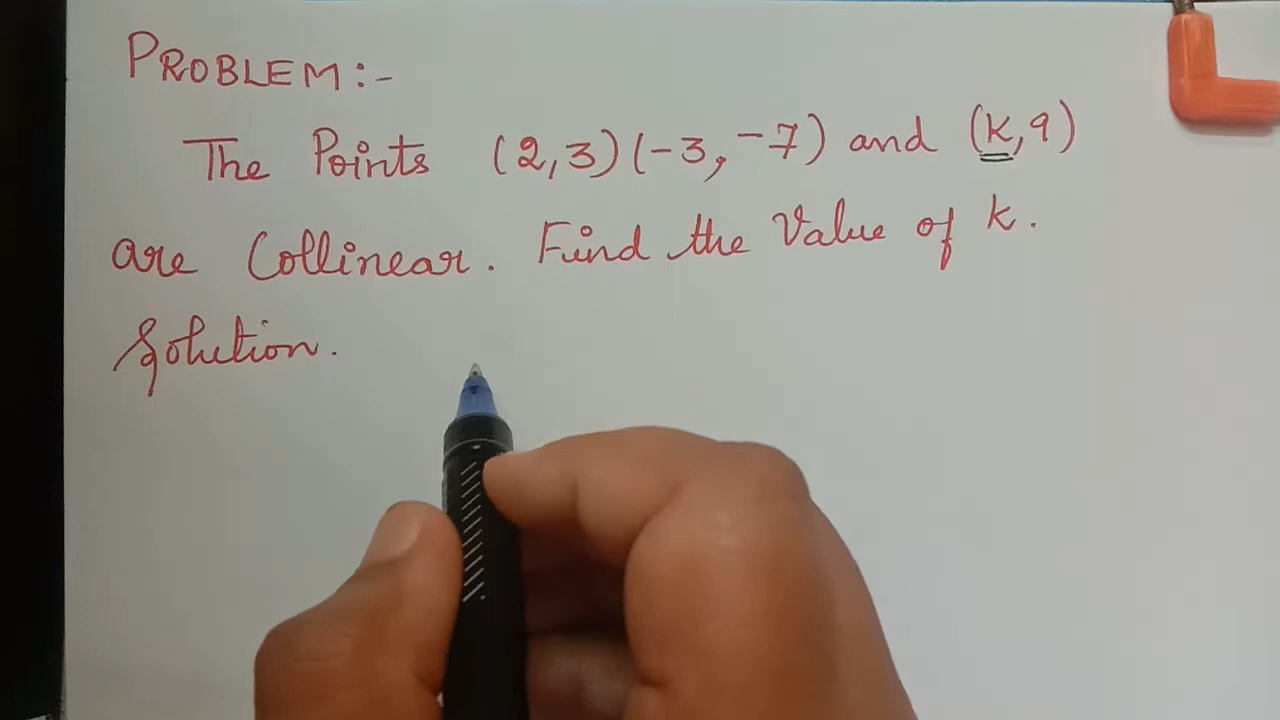 PROBLEM:-
The Points (2,3)(-3,-7) and (k,9)
are Collinear. Find the Value of k.
Solution.